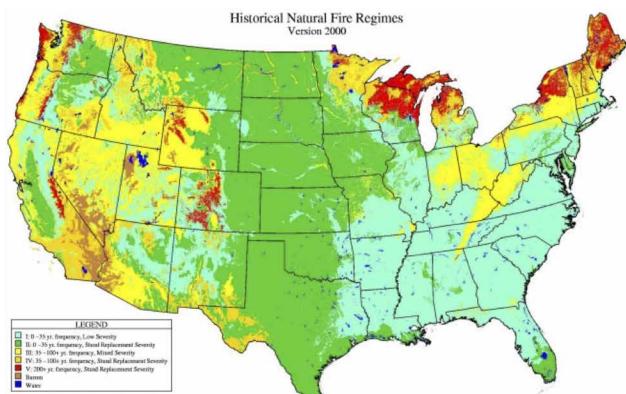 Historical Natural Fire Regimes
Version 2000
LEGEND
I: 0 -35 yr. frequency, Low Severity
II: 0 -35 yr. frequency, Stand Replacement Severity
III: 35 -100+ yr. frequency, Mixed Severity
IV: 35 -100+ yr. frequency, Stand Replacement Severity
V: 200+ yr. frequency, Stand Replacement Severity
Barren
Water